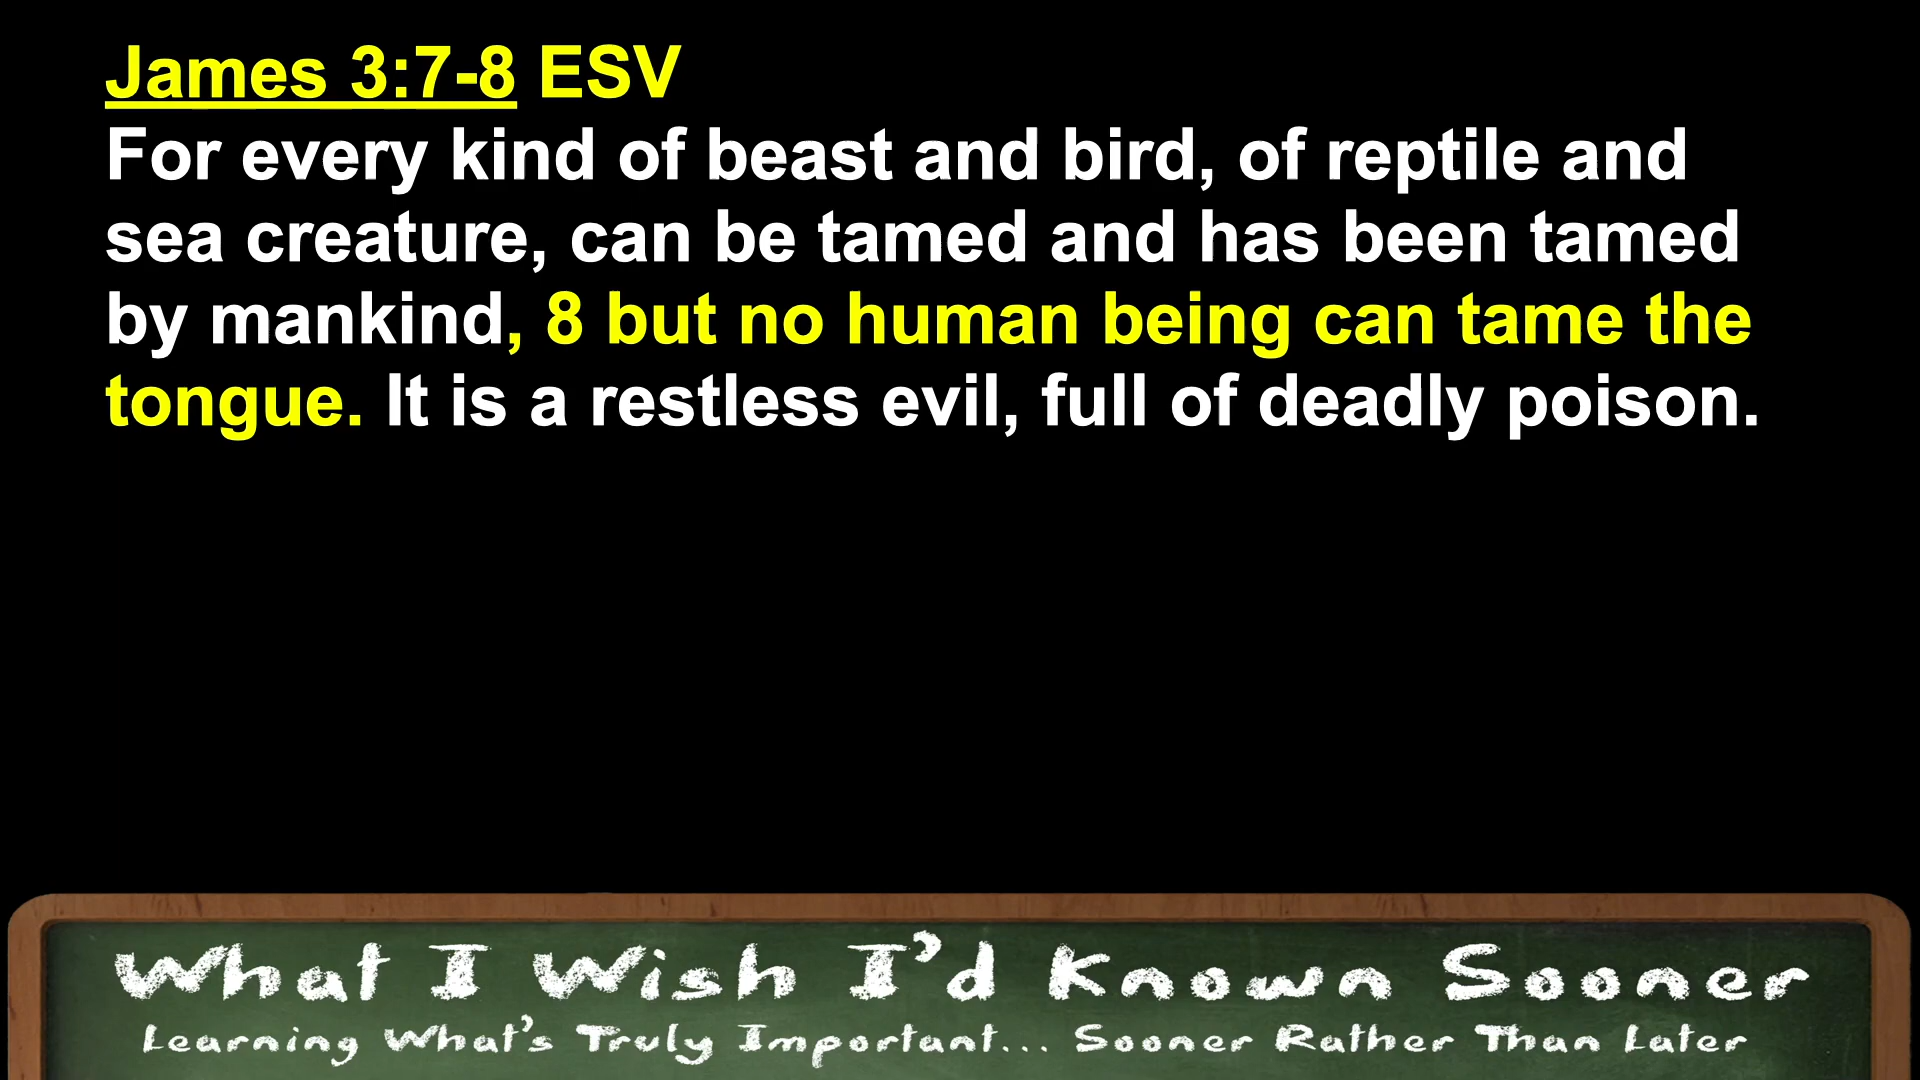 James 3:7-8 ESV
For every kind of beast and bird, of reptile and
sea creature, can be tamed and has been tamed
by mankind, 8 but no human being can tame the
tongue. It is a restless evil, full of deadly poison.
What I Wish I'd Known Sooner
Learning What's Truly Important... Sooner Rather Than Later